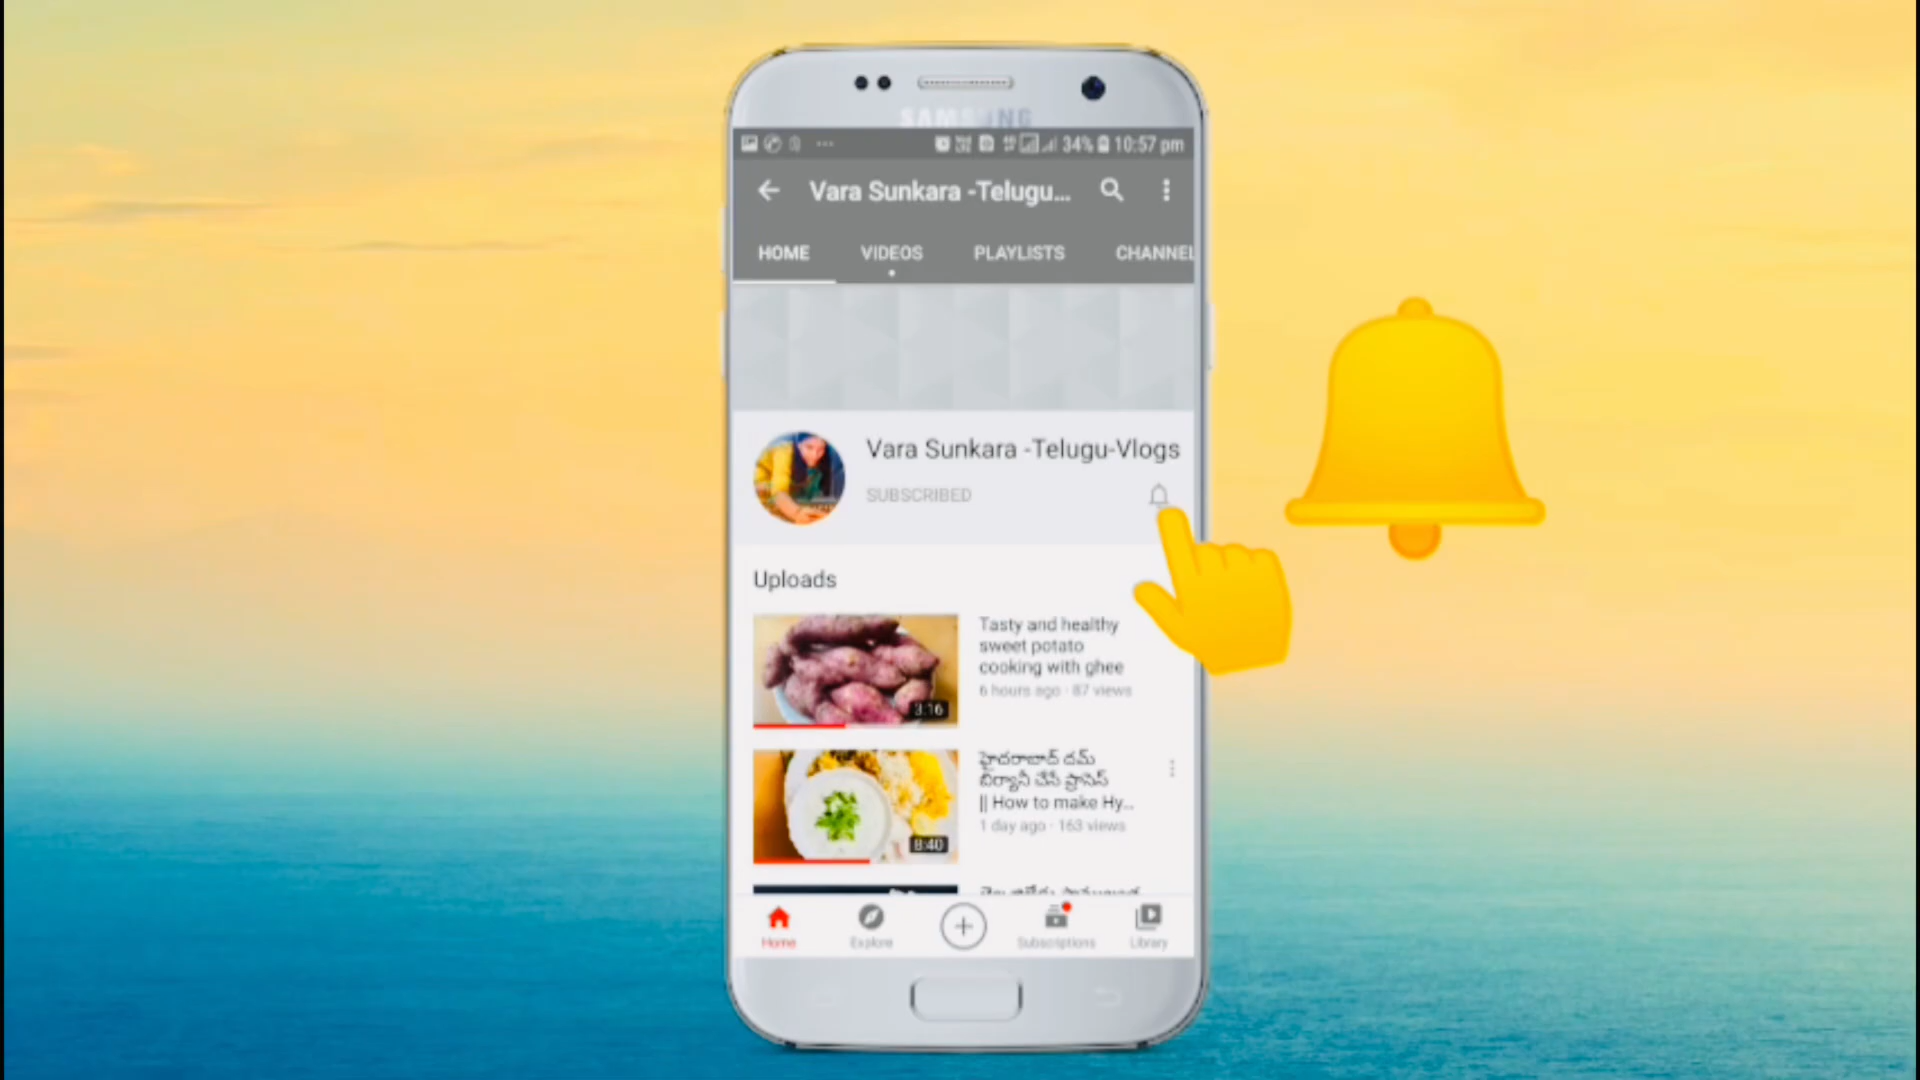 SAMSUNG
34% 10:57 pm
Vara Sunkara -Telugu...
HOME VIDEOS PLAYLISTS CHANNEL
Vara Sunkara -Telugu-Vlogs
SUBSCRIBED
Uploads
Tasty and healthy
sweet potato
cooking with ghee
6 hours ago · 87 views
3:16
హైదరాబాద్ దమ్
బిర్యానీ చేసే ప్రాసెస్
|| How to make Hy...
1 day ago · 163 views
8:40
Home Explore Subscriptions Library